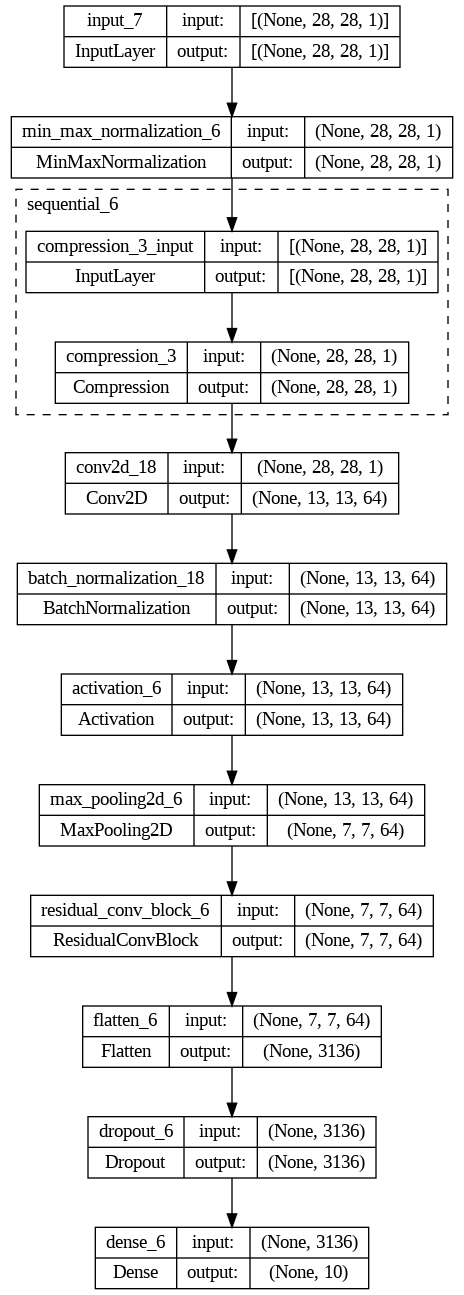 input_7 input: [(None, 28, 28, 1)]
InputLayer output: [(None, 28, 28, 1)]
min_max_normalization_6 input: (None, 28, 28, 1)
MinMaxNormalization output: (None, 28, 28, 1)
sequential_6
compression_3_input input: [(None, 28, 28, 1)]
InputLayer output: [(None, 28, 28, 1)]
compression_3 input: (None, 28, 28, 1)
Compression output: (None, 28, 28, 1)
conv2d_18 input: (None, 28, 28, 1)
Conv2D output: (None, 13, 13, 64)
batch_normalization_18 input: (None, 13, 13, 64)
BatchNormalization output: (None, 13, 13, 64)
activation_6 input: (None, 13, 13, 64)
Activation output: (None, 13, 13, 64)
max_pooling2d_6 input: (None, 13, 13, 64)
MaxPooling2D output: (None, 7, 7, 64)
residual_conv_block_6 input: (None, 7, 7, 64)
ResidualConvBlock output: (None, 7, 7, 64)
flatten_6 input: (None, 7, 7, 64)
Flatten output: (None, 3136)
dropout_6 input: (None, 3136)
Dropout output: (None, 3136)
dense_6 input: (None, 3136)
Dense output: (None, 10)